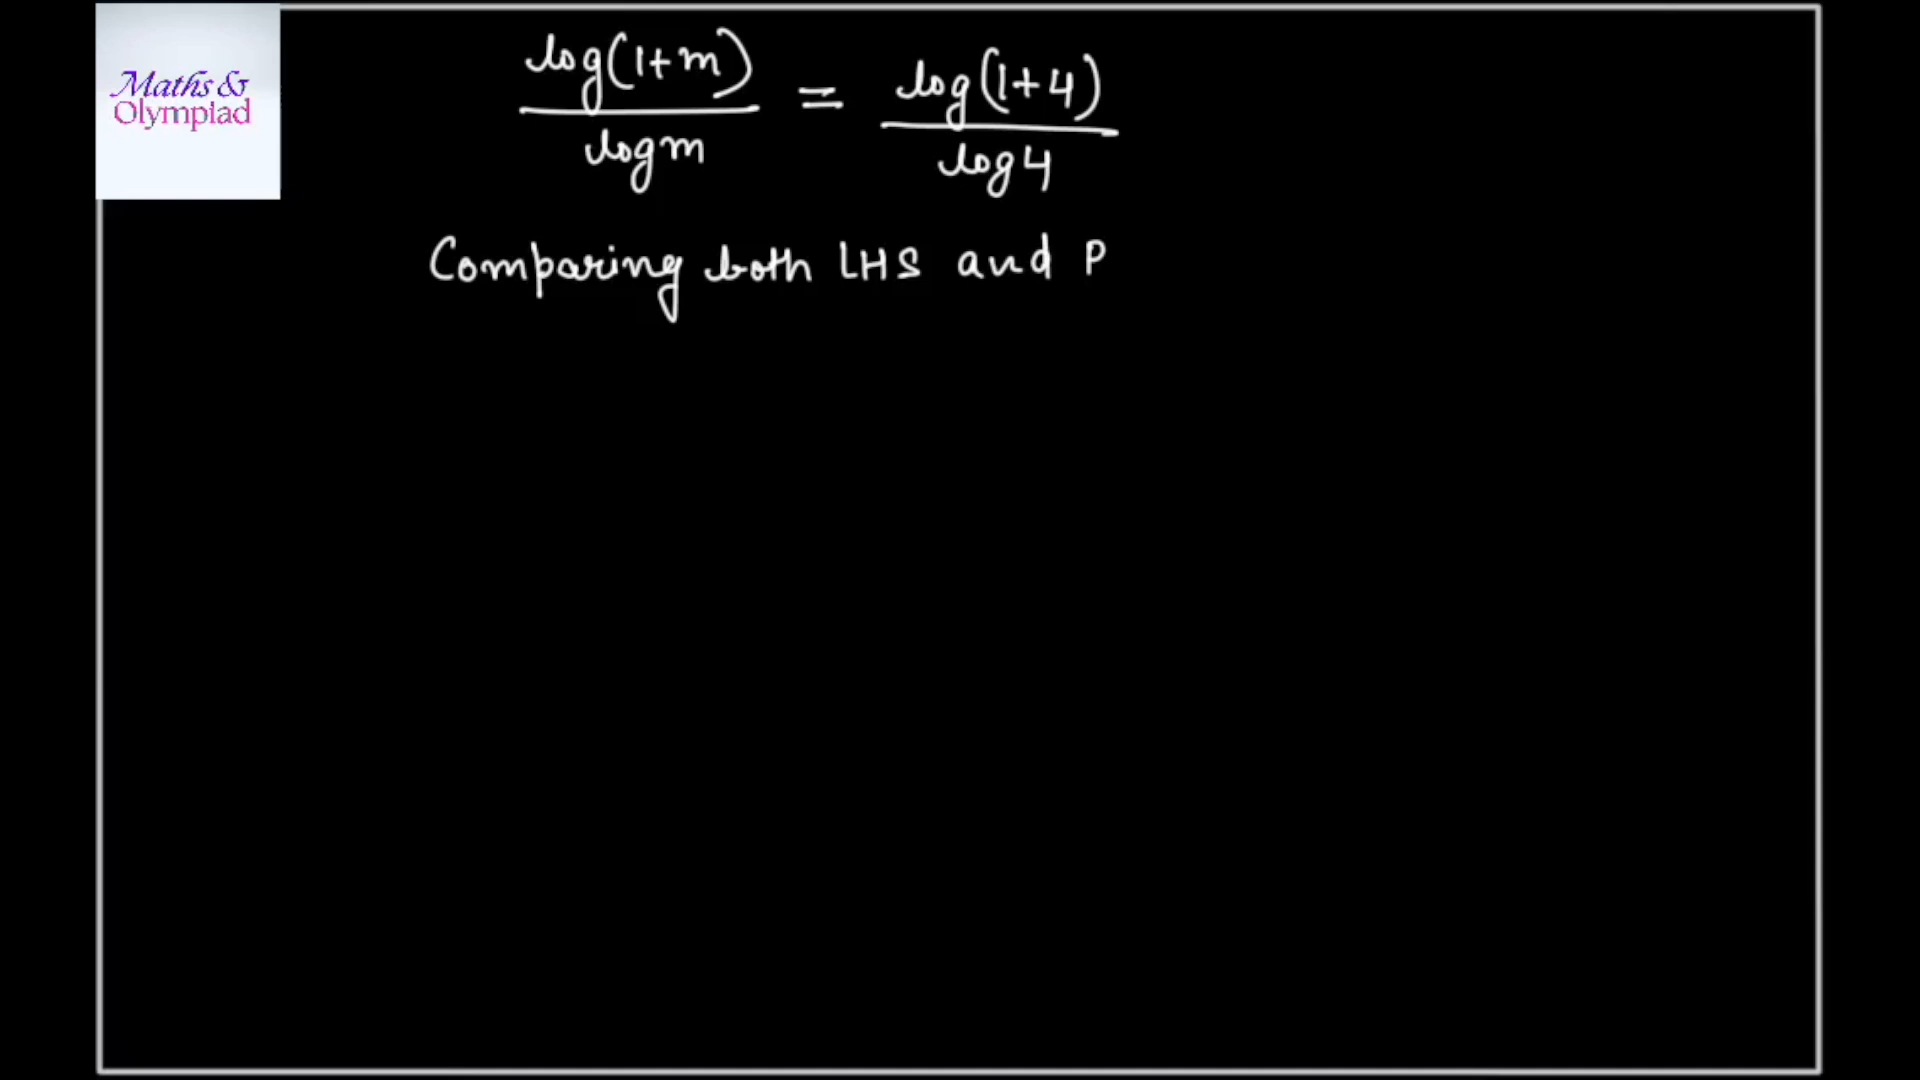 Maths &
Olympiad
log(1+m) / log m = log(1+4) / log 4
Comparing both LHS and P